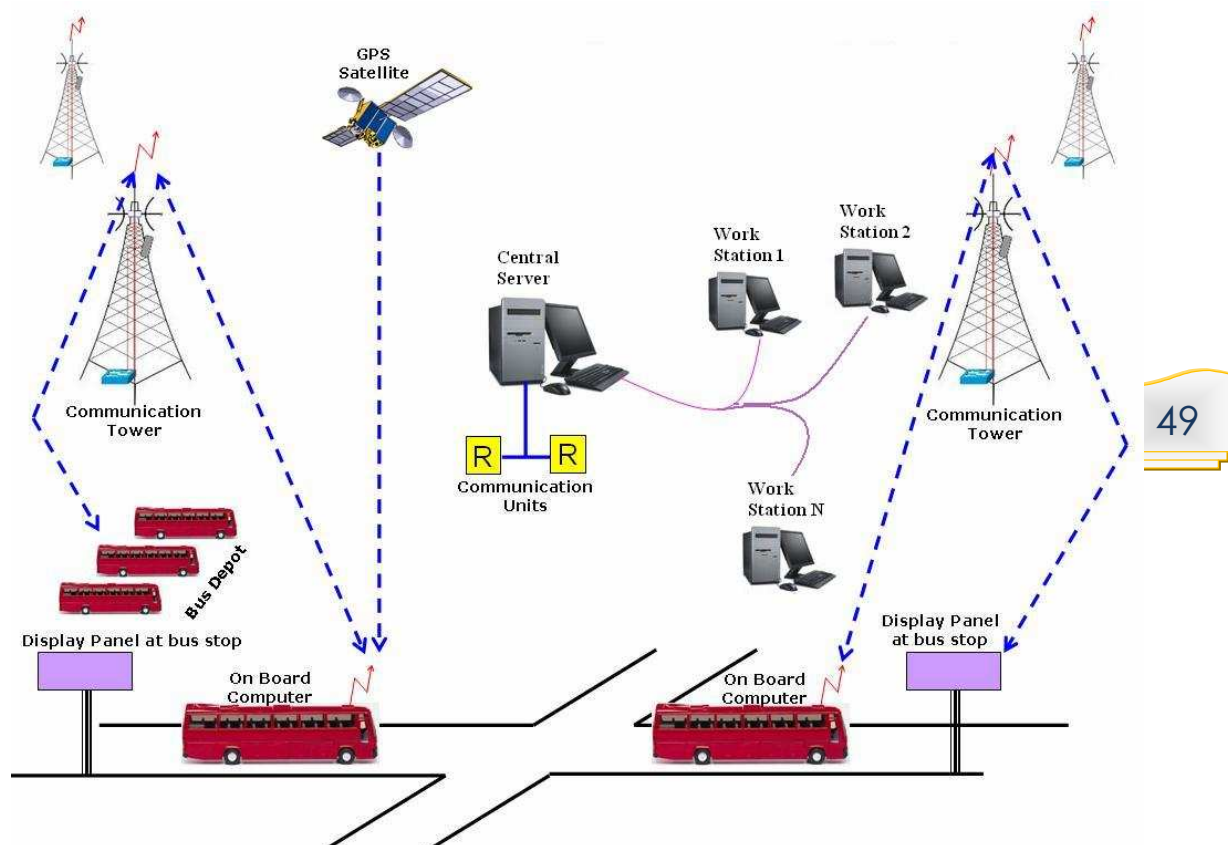 GPS
Satellite
Work
Station 2
Work
Station 1
Central
Server
Communication
Tower
Communication
Tower
49
R
R
Communication
Units
Work
Station N
Bus Depot
Display Panel at bus stop
Display Panel
at bus stop
On Board
Computer
On Board
Computer